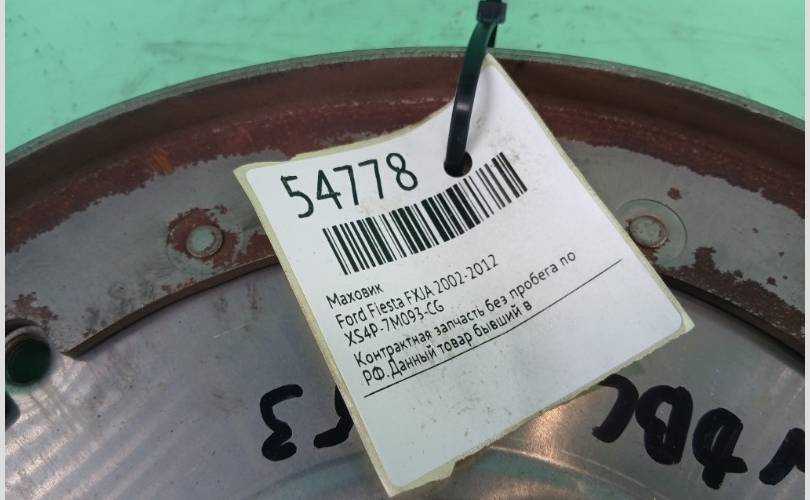 54778
Маховик
Ford Fiesta FXJA 2002-2012
XS4P-7M093-CG
Контрактная запчасть без пробега по
РФ.Данный товар бывший в